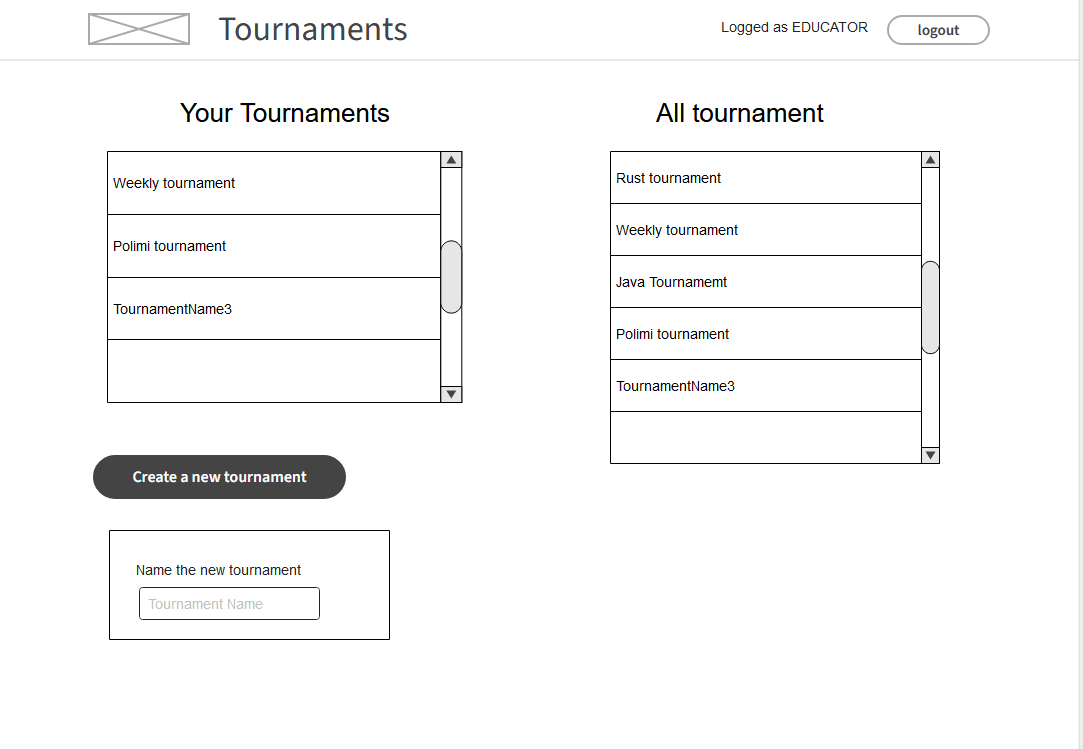 Tournaments
Logged as EDUCATOR
logout
Your Tournaments
Weekly tournament
Polimi tournament
TournamentName3
All tournament
Rust tournament
Weekly tournament
Java Tournamemt
Polimi tournament
TournamentName3
Create a new tournament
Name the new tournament
Tournament Name